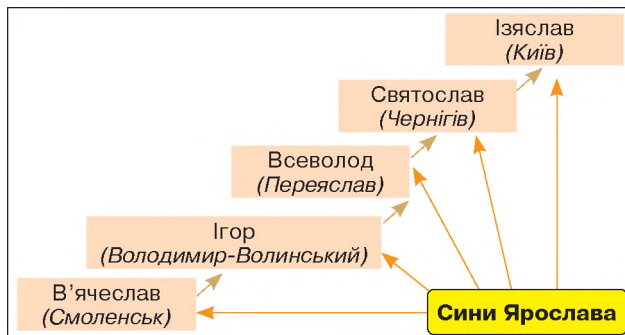 Ізяслав
(Київ)
Святослав
(Чернігів)
Всеволод
(Переяслав)
Ігор
(Володимир-Волинський)
В'ячеслав
(Смоленськ)
Сини Ярослава